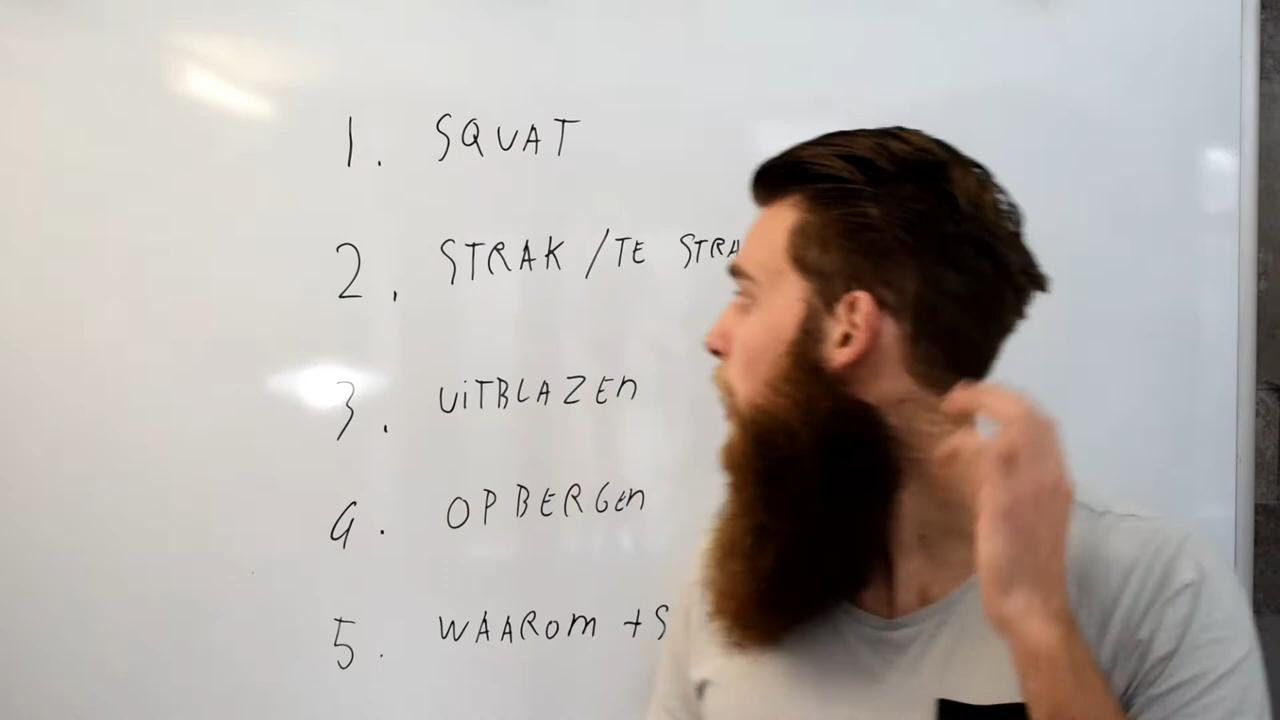 1. SQUAT
2. STRAK / TE STRA
3. UiTBLAZEn
4. OPBERGEn
5. WAAROm + S